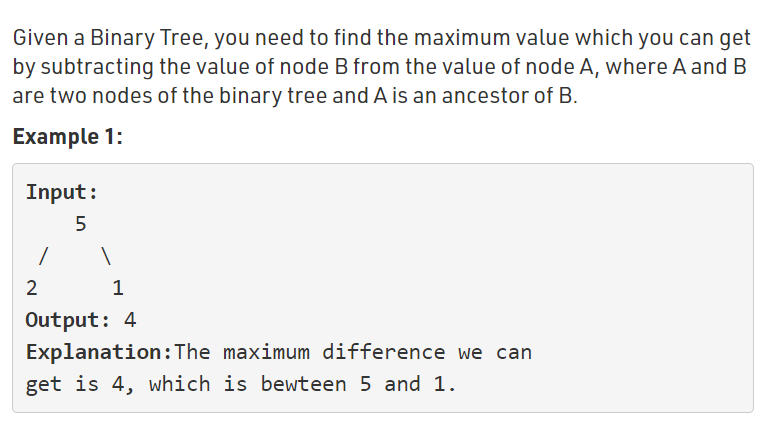 Given a Binary Tree, you need to find the maximum value which you can get
by subtracting the value of node B from the value of node A, where A and B
are two nodes of the binary tree and A is an ancestor of B.
Example 1:
Input:
    5
 /    \
2      1
Output: 4
Explanation:The maximum difference we can
get is 4, which is bewteen 5 and 1.